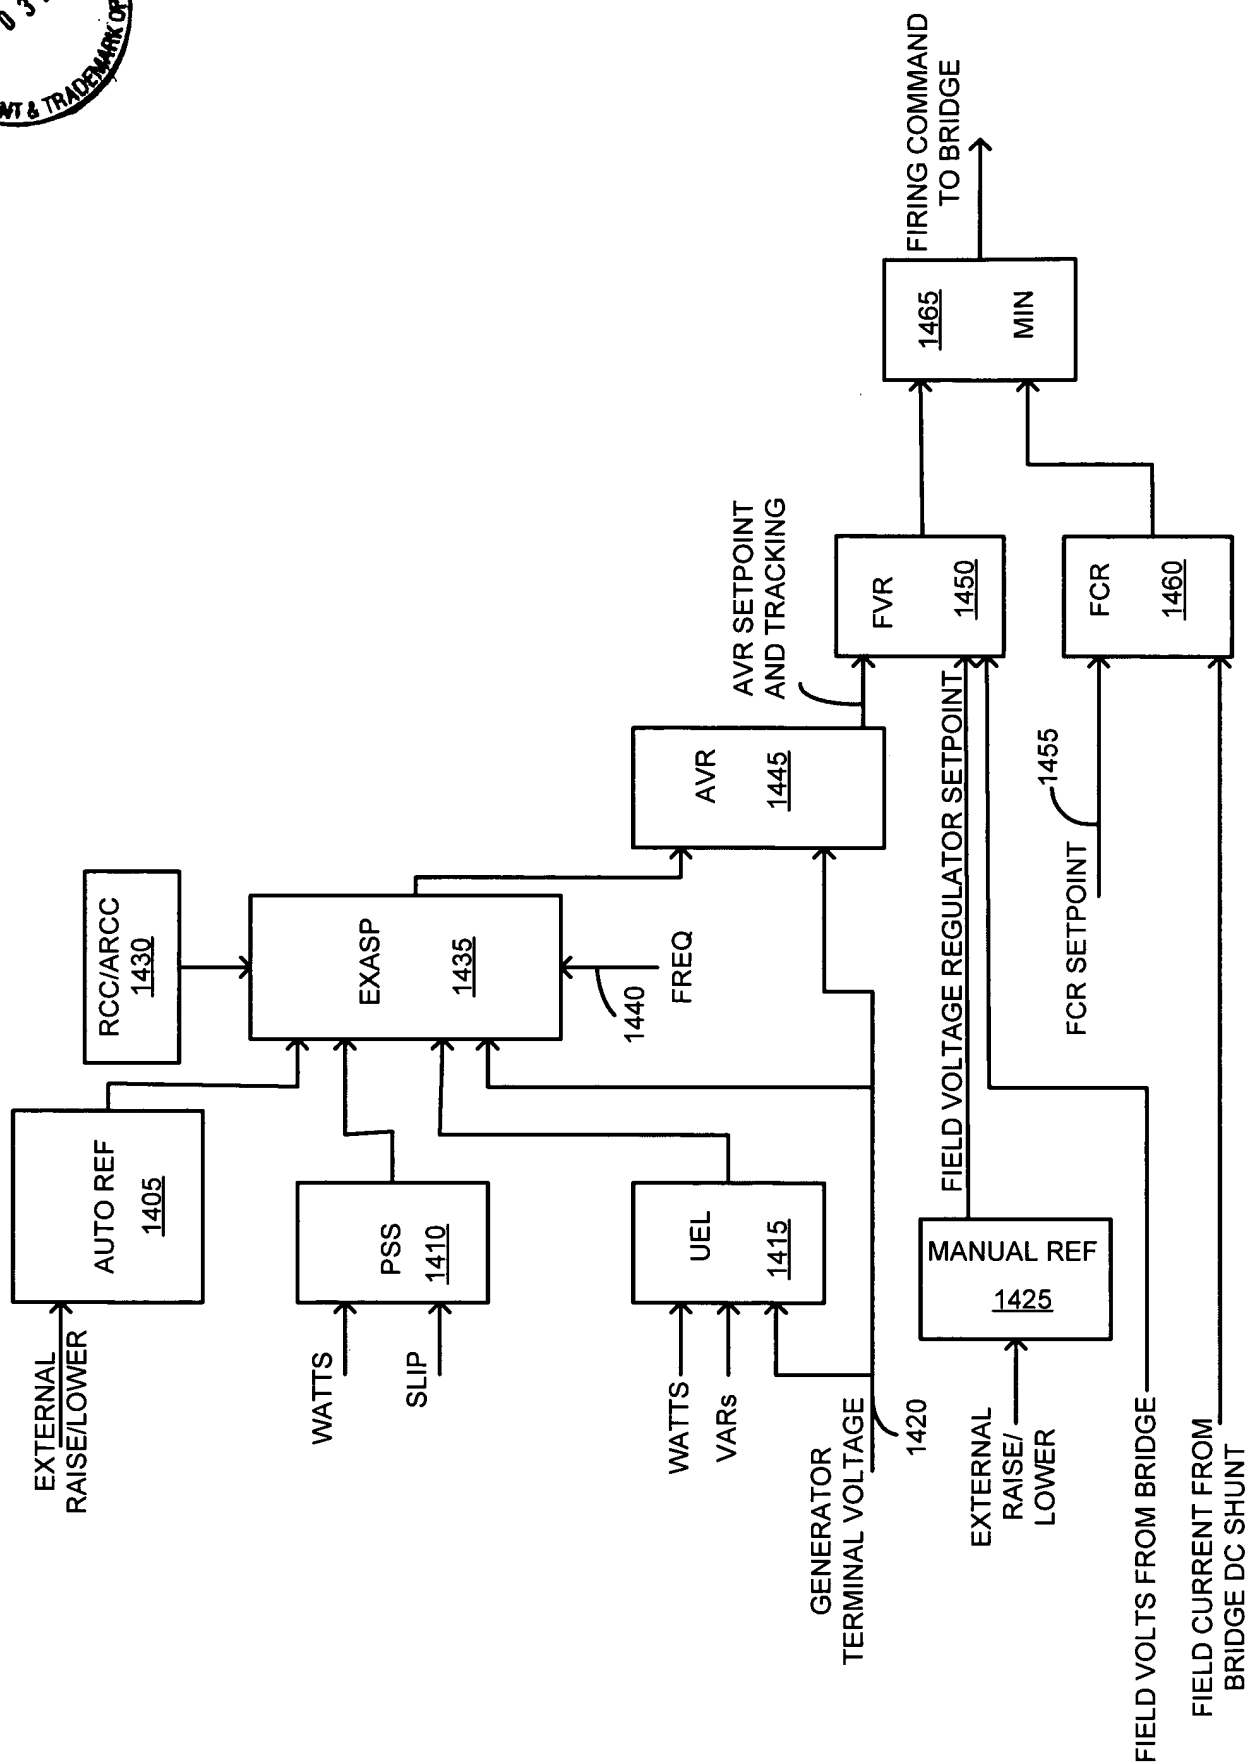 NT & TRADEMARK OF
EXTERNAL
RAISE/LOWER
AUTO REF
1405
RCC/ARCC
1430
WATTS
SLIP
PSS
1410
EXASP
1435
1440
FREQ
WATTS
VARs
UEL
1415
GENERATOR
TERMINAL VOLTAGE
1420
AVR
1445
AVR SETPOINT
AND TRACKING
EXTERNAL
RAISE/
LOWER
MANUAL REF
1425
FIELD VOLTAGE REGULATOR SETPOINT
FVR
1450
FIELD VOLTS FROM BRIDGE
FCR SETPOINT
1455
FCR
1460
FIELD CURRENT FROM
BRIDGE DC SHUNT
1465
MIN
FIRING COMMAND
TO BRIDGE